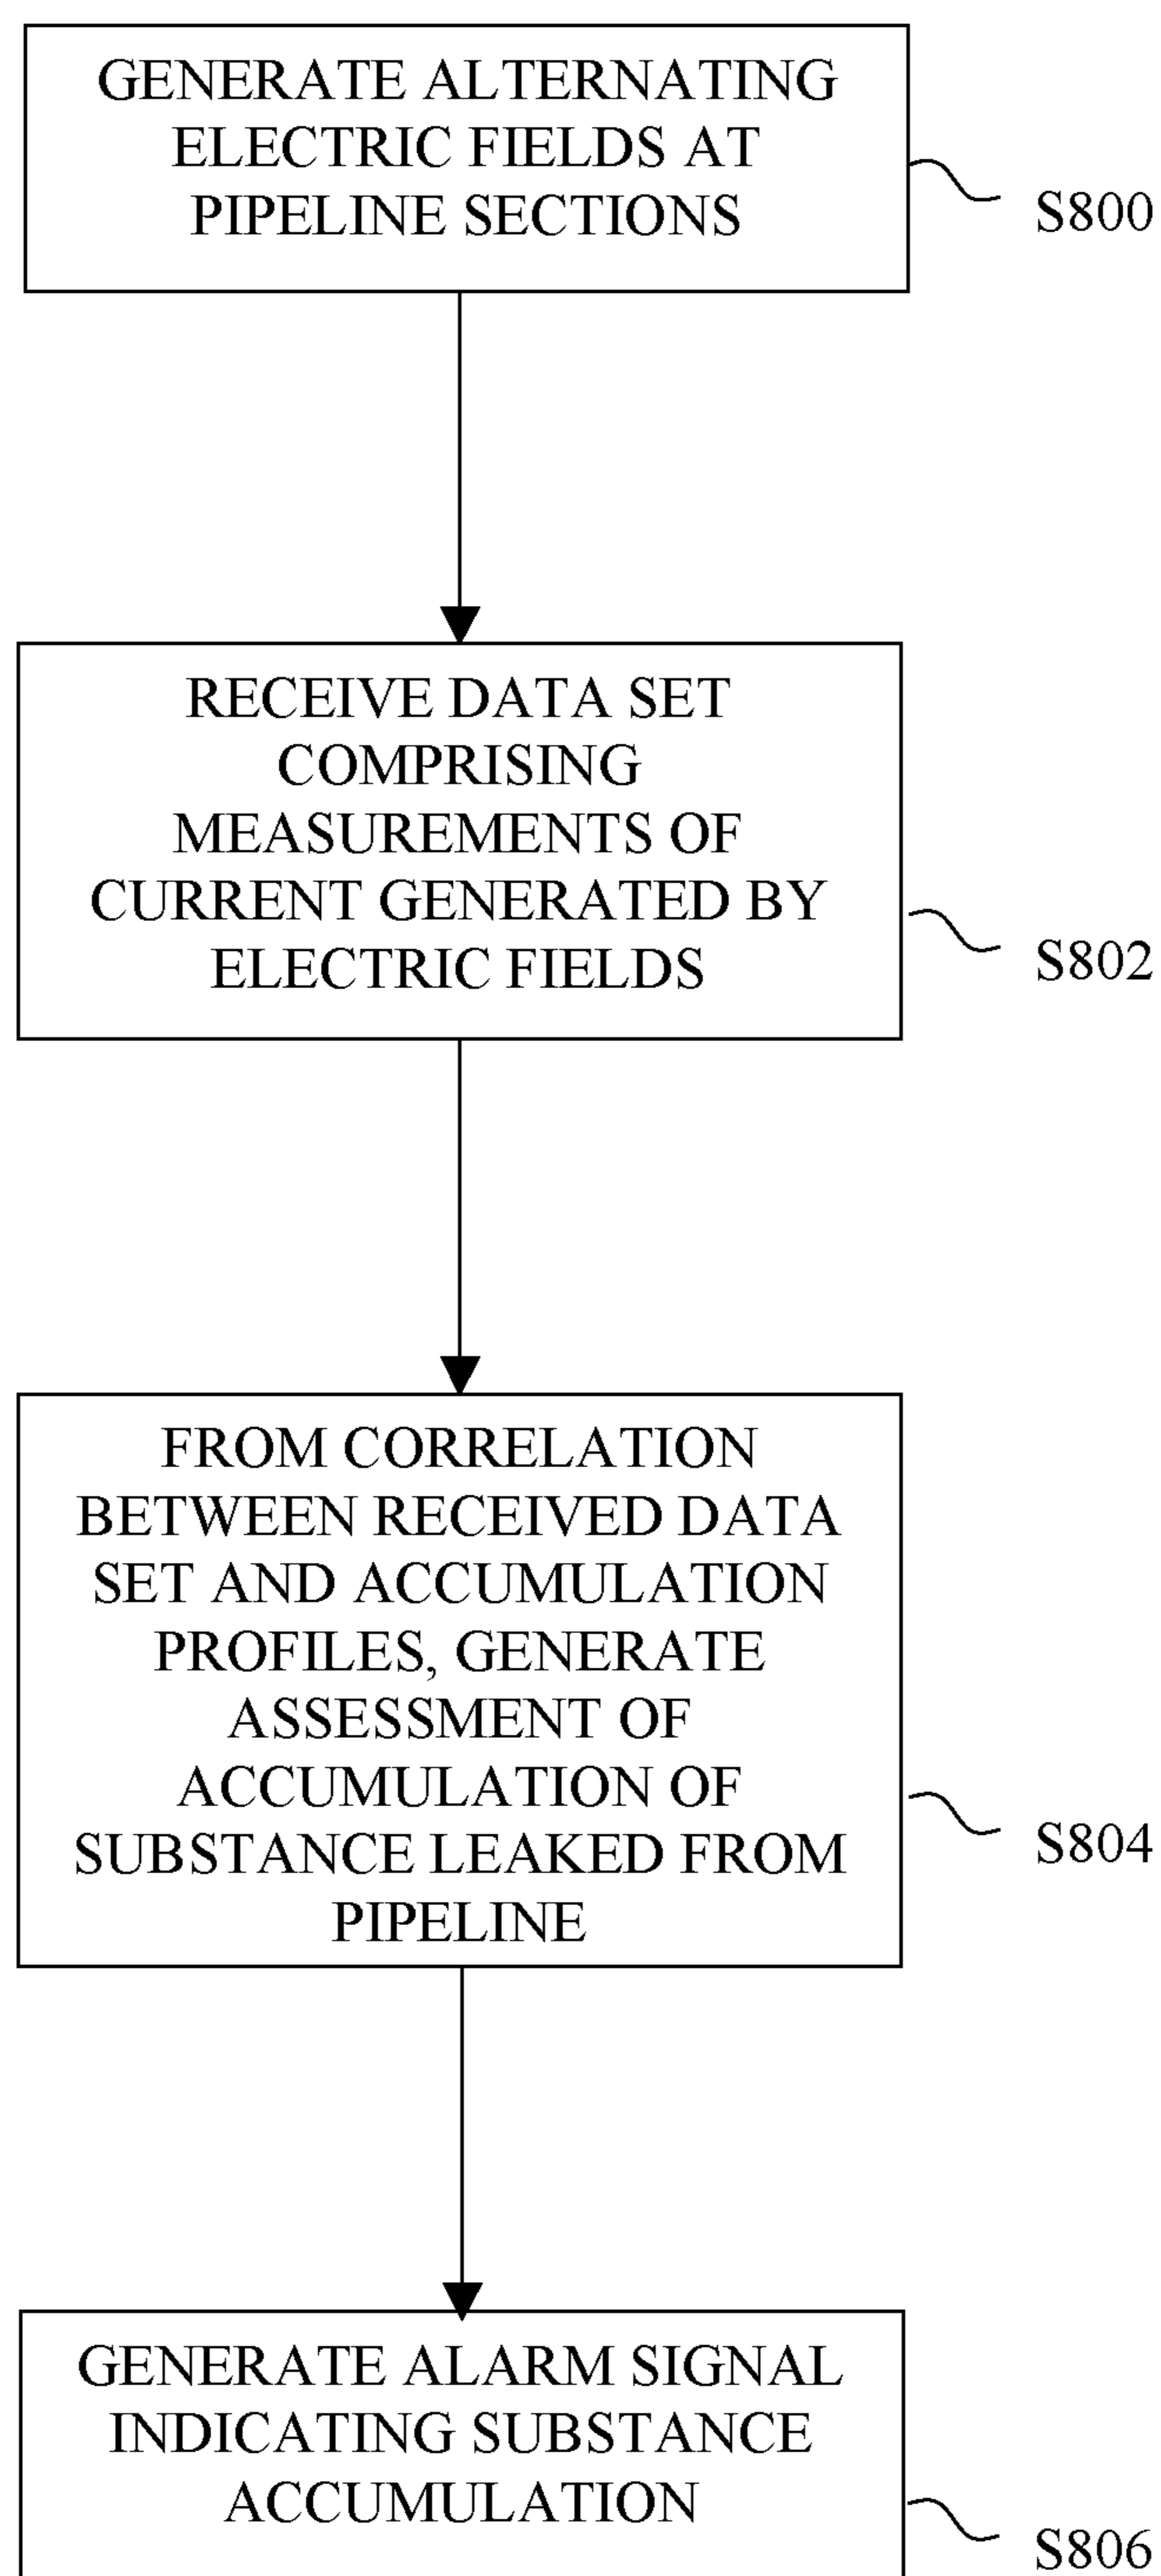 GENERATE ALTERNATING
ELECTRIC FIELDS AT
PIPELINE SECTIONS
S800
RECEIVE DATA SET
COMPRISING
MEASUREMENTS OF
CURRENT GENERATED BY
ELECTRIC FIELDS
S802
FROM CORRELATION
BETWEEN RECEIVED DATA
SET AND ACCUMULATION
PROFILES, GENERATE
ASSESSMENT OF
ACCUMULATION OF
SUBSTANCE LEAKED FROM
PIPELINE
S804
GENERATE ALARM SIGNAL
INDICATING SUBSTANCE
ACCUMULATION
S806